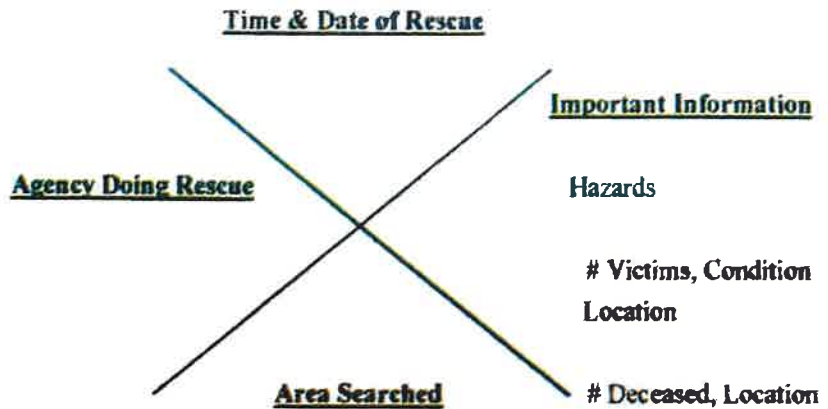 Time & Date of Rescue
Important Information
Agency Doing Rescue
Hazards
# Victims, Condition
Location
Area Searched
# Deceased, Location